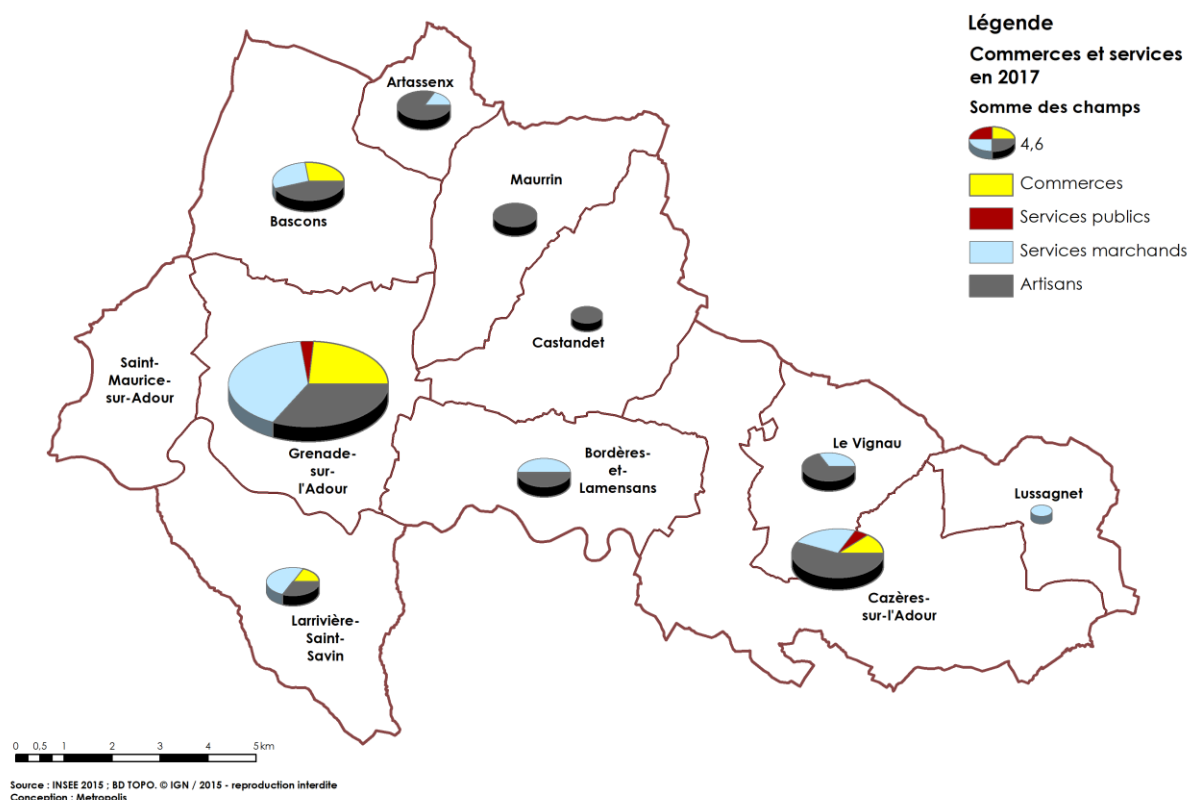 Légende
Commerces et services
en 2017
Somme des champs
4,6
Commerces
Services publics
Services marchands
Artisans
Artassenx
Bascons
Maurrin
Castandet
Saint-
Maurice-
sur-Adour
Grenade-
sur-
l'Adour
Bordères-
et-
Lamensans
Le Vignau
Lussagnet
Cazères-
sur-l'Adour
Larrivière-
Saint-
Savin
0 0,5 1 2 3 4 5 km
Source : INSEE 2015 ; BD TOPO. © IGN / 2015 - reproduction interdite
Conception : Metropolis